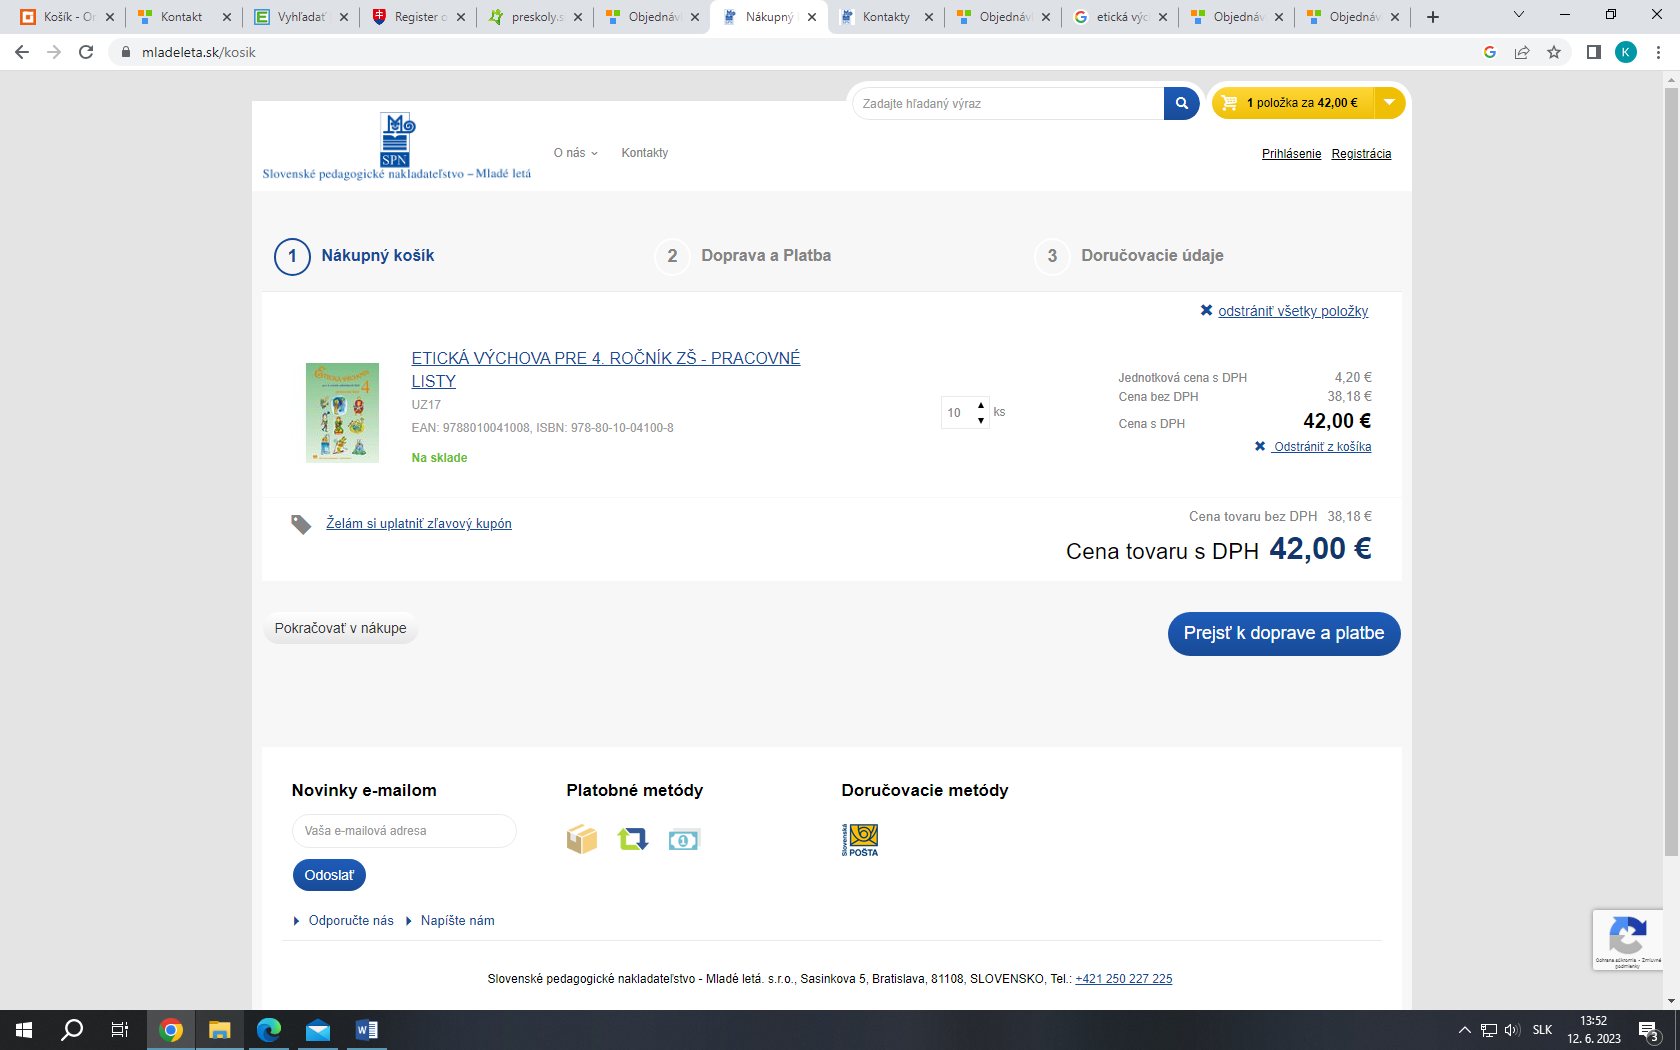 Košík - Or
Kontakt
Vyhľadať
Register o
preskoly.s
Objednáv
Nákupný
Kontakty
Objednáv
etická výc
Objednáv
Objednáv
mladeleta.sk/kosik
K
Zadajte hľadaný výraz
1 položka za 42,00 €
SPN
Slovenské pedagogické nakladateľstvo – Mladé letá
O nás
Kontakty
Prihlásenie
Registrácia
1 Nákupný košík
2 Doprava a Platba
3 Doručovacie údaje
odstrániť všetky položky
ETICKÁ VÝCHOVA PRE 4. ROČNÍK ZŠ - PRACOVNÉ
LISTY
UZ17
EAN: 9788010041008, ISBN: 978-80-10-04100-8
Na sklade
10 ks
Jednotková cena s DPH 4,20 €
Cena bez DPH 38,18 €
Cena s DPH 42,00 €
Odstrániť z košíka
Želám si uplatniť zľavový kupón
Cena tovaru bez DPH 38,18 €
Cena tovaru s DPH 42,00 €
Pokračovať v nákupe
Prejsť k doprave a platbe
Novinky e-mailom
Vaša e-mailová adresa
Odoslať
Platobné metódy
Doručovacie metódy
Slovenská
POŠTA
Odporučte nás
Napíšte nám
Ochrana súkromia - Zmluvné
podmienky
Slovenské pedagogické nakladateľstvo - Mladé letá. s.r.o., Sasinkova 5, Bratislava, 81108, SLOVENSKO, Tel.: +421 250 227 225
SLK
13:52
12. 6. 2023
3